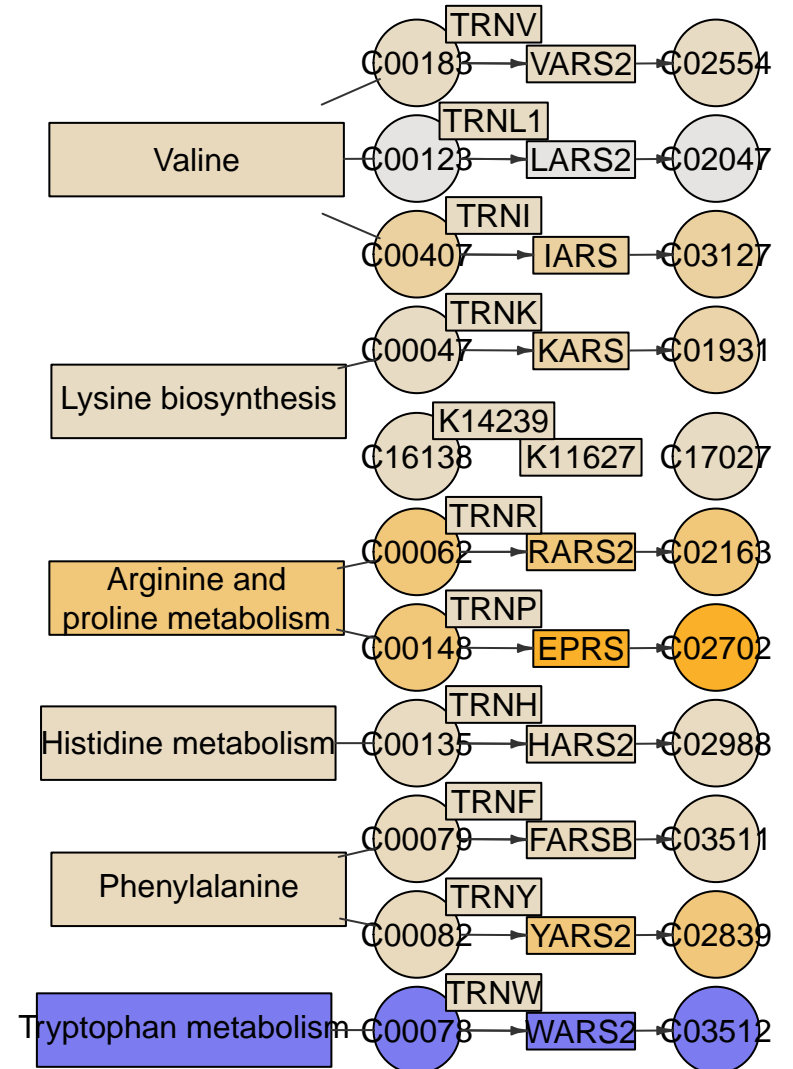 TRNV
C00183
VARS2
C02554
TRNL1
Valine
C00123
LARS2
C02047
TRNI
C00407
IARS
C03127
TRNK
C00047
KARS
C01931
Lysine biosynthesis
K14239
C16138
K11627
C17027
TRNR
C00062
RARS2
C02163
Arginine and
proline metabolism
TRNP
C00148
EPRS
C02702
TRNH
Histidine metabolism
C00135
HARS2
C02988
TRNF
C00079
FARSB
C03511
Phenylalanine
TRNY
C00082
YARS2
C02839
TRNW
Tryptophan metabolism
C00078
WARS2
C03512